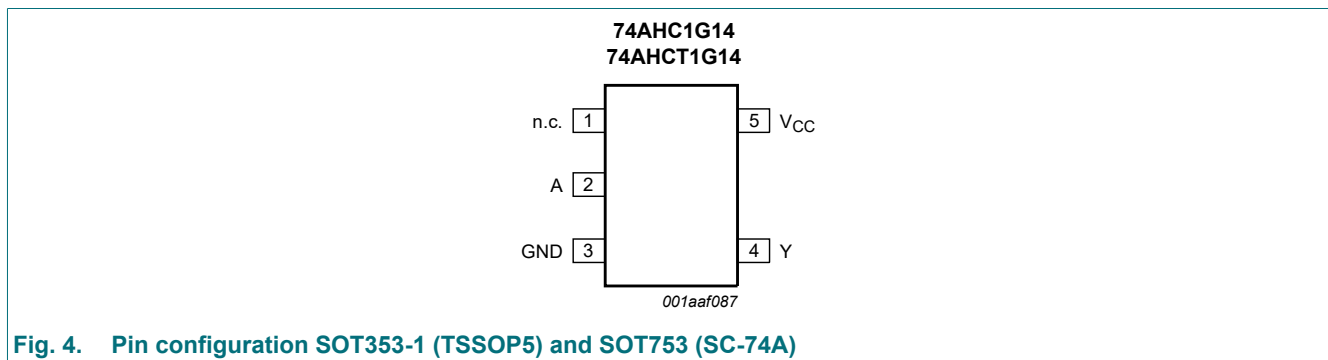 74AHC1G14
74AHCT1G14
n.c. 1
5 VCC
A 2
GND 3
4 Y
001aaf087
Fig. 4. Pin configuration SOT353-1 (TSSOP5) and SOT753 (SC-74A)